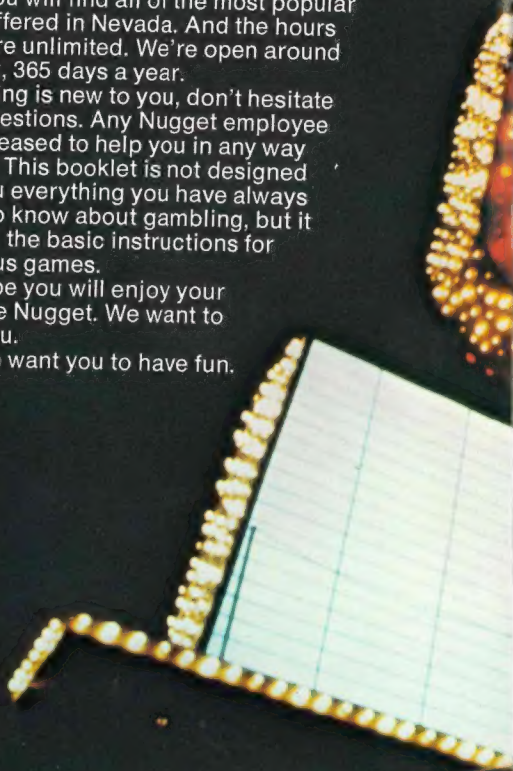 ou will find all of the most popular
ffered in Nevada. And the hours
re unlimited. We're open around
, 365 days a year.
ng is new to you, don't hesitate
estions. Any Nugget employee
eased to help you in any way
This booklet is not designed
u everything you have always
o know about gambling, but it
the basic instructions for
us games.
pe you will enjoy your
e Nugget. We want to
u.
want you to have fun.